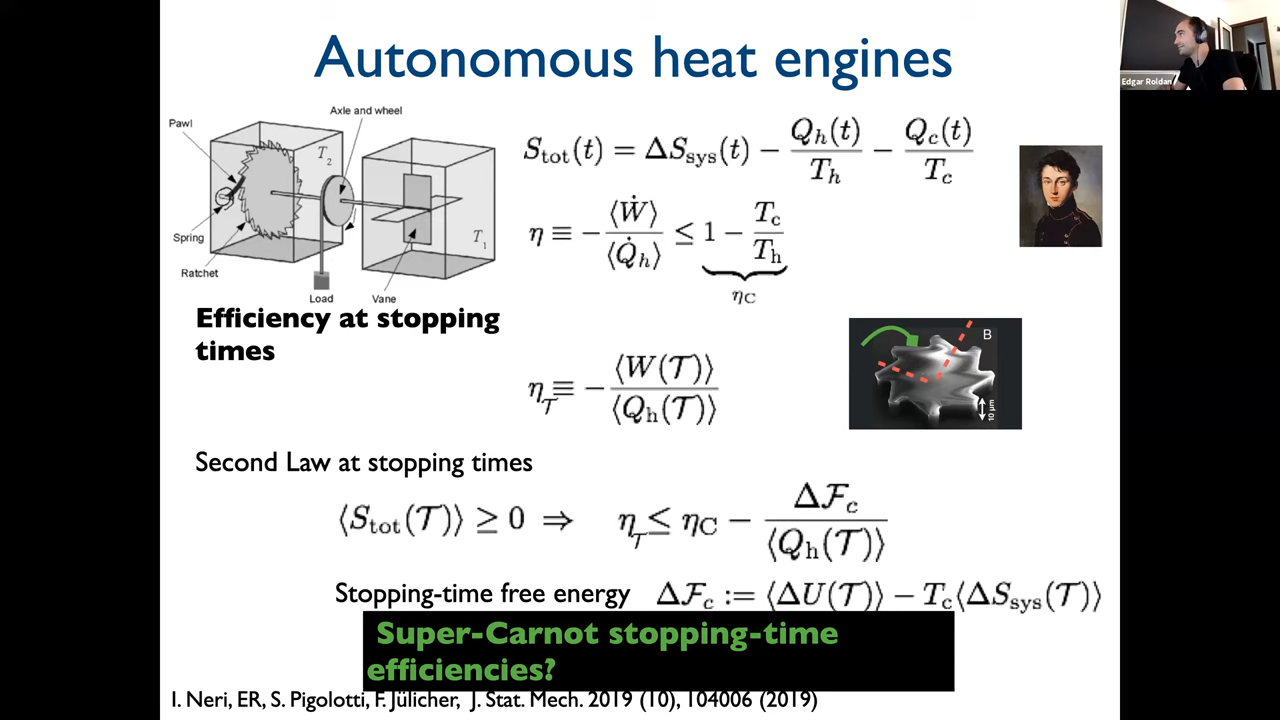 Autonomous heat engines
Edgar Roldan
Axle and wheel
Pawl
T₂
Spring
T₁
Ratchet
Load
Vane
S_tot(t) = ΔS_sys(t) − Q_h(t)/T_h − Q_c(t)/T_c
η ≡ − ⟨Ẇ⟩/⟨Q̇_h⟩ ≤ 1 − T_c/T_h
η_C
Efficiency at stopping
times
η_𝒯 ≡ − ⟨W(𝒯)⟩/⟨Q_h(𝒯)⟩
B
10 μm
Second Law at stopping times
⟨S_tot(𝒯)⟩ ≥ 0 ⇒ η_𝒯 ≤ η_C − Δℱ_c/⟨Q_h(𝒯)⟩
Stopping-time free energy Δℱ_c := ⟨ΔU(𝒯)⟩ − T_c⟨ΔS_sys(𝒯)⟩
Super-Carnot stopping-time
efficiencies?
I. Neri, ER, S. Pigolotti, F. Jülicher, J. Stat. Mech. 2019 (10), 104006 (2019)